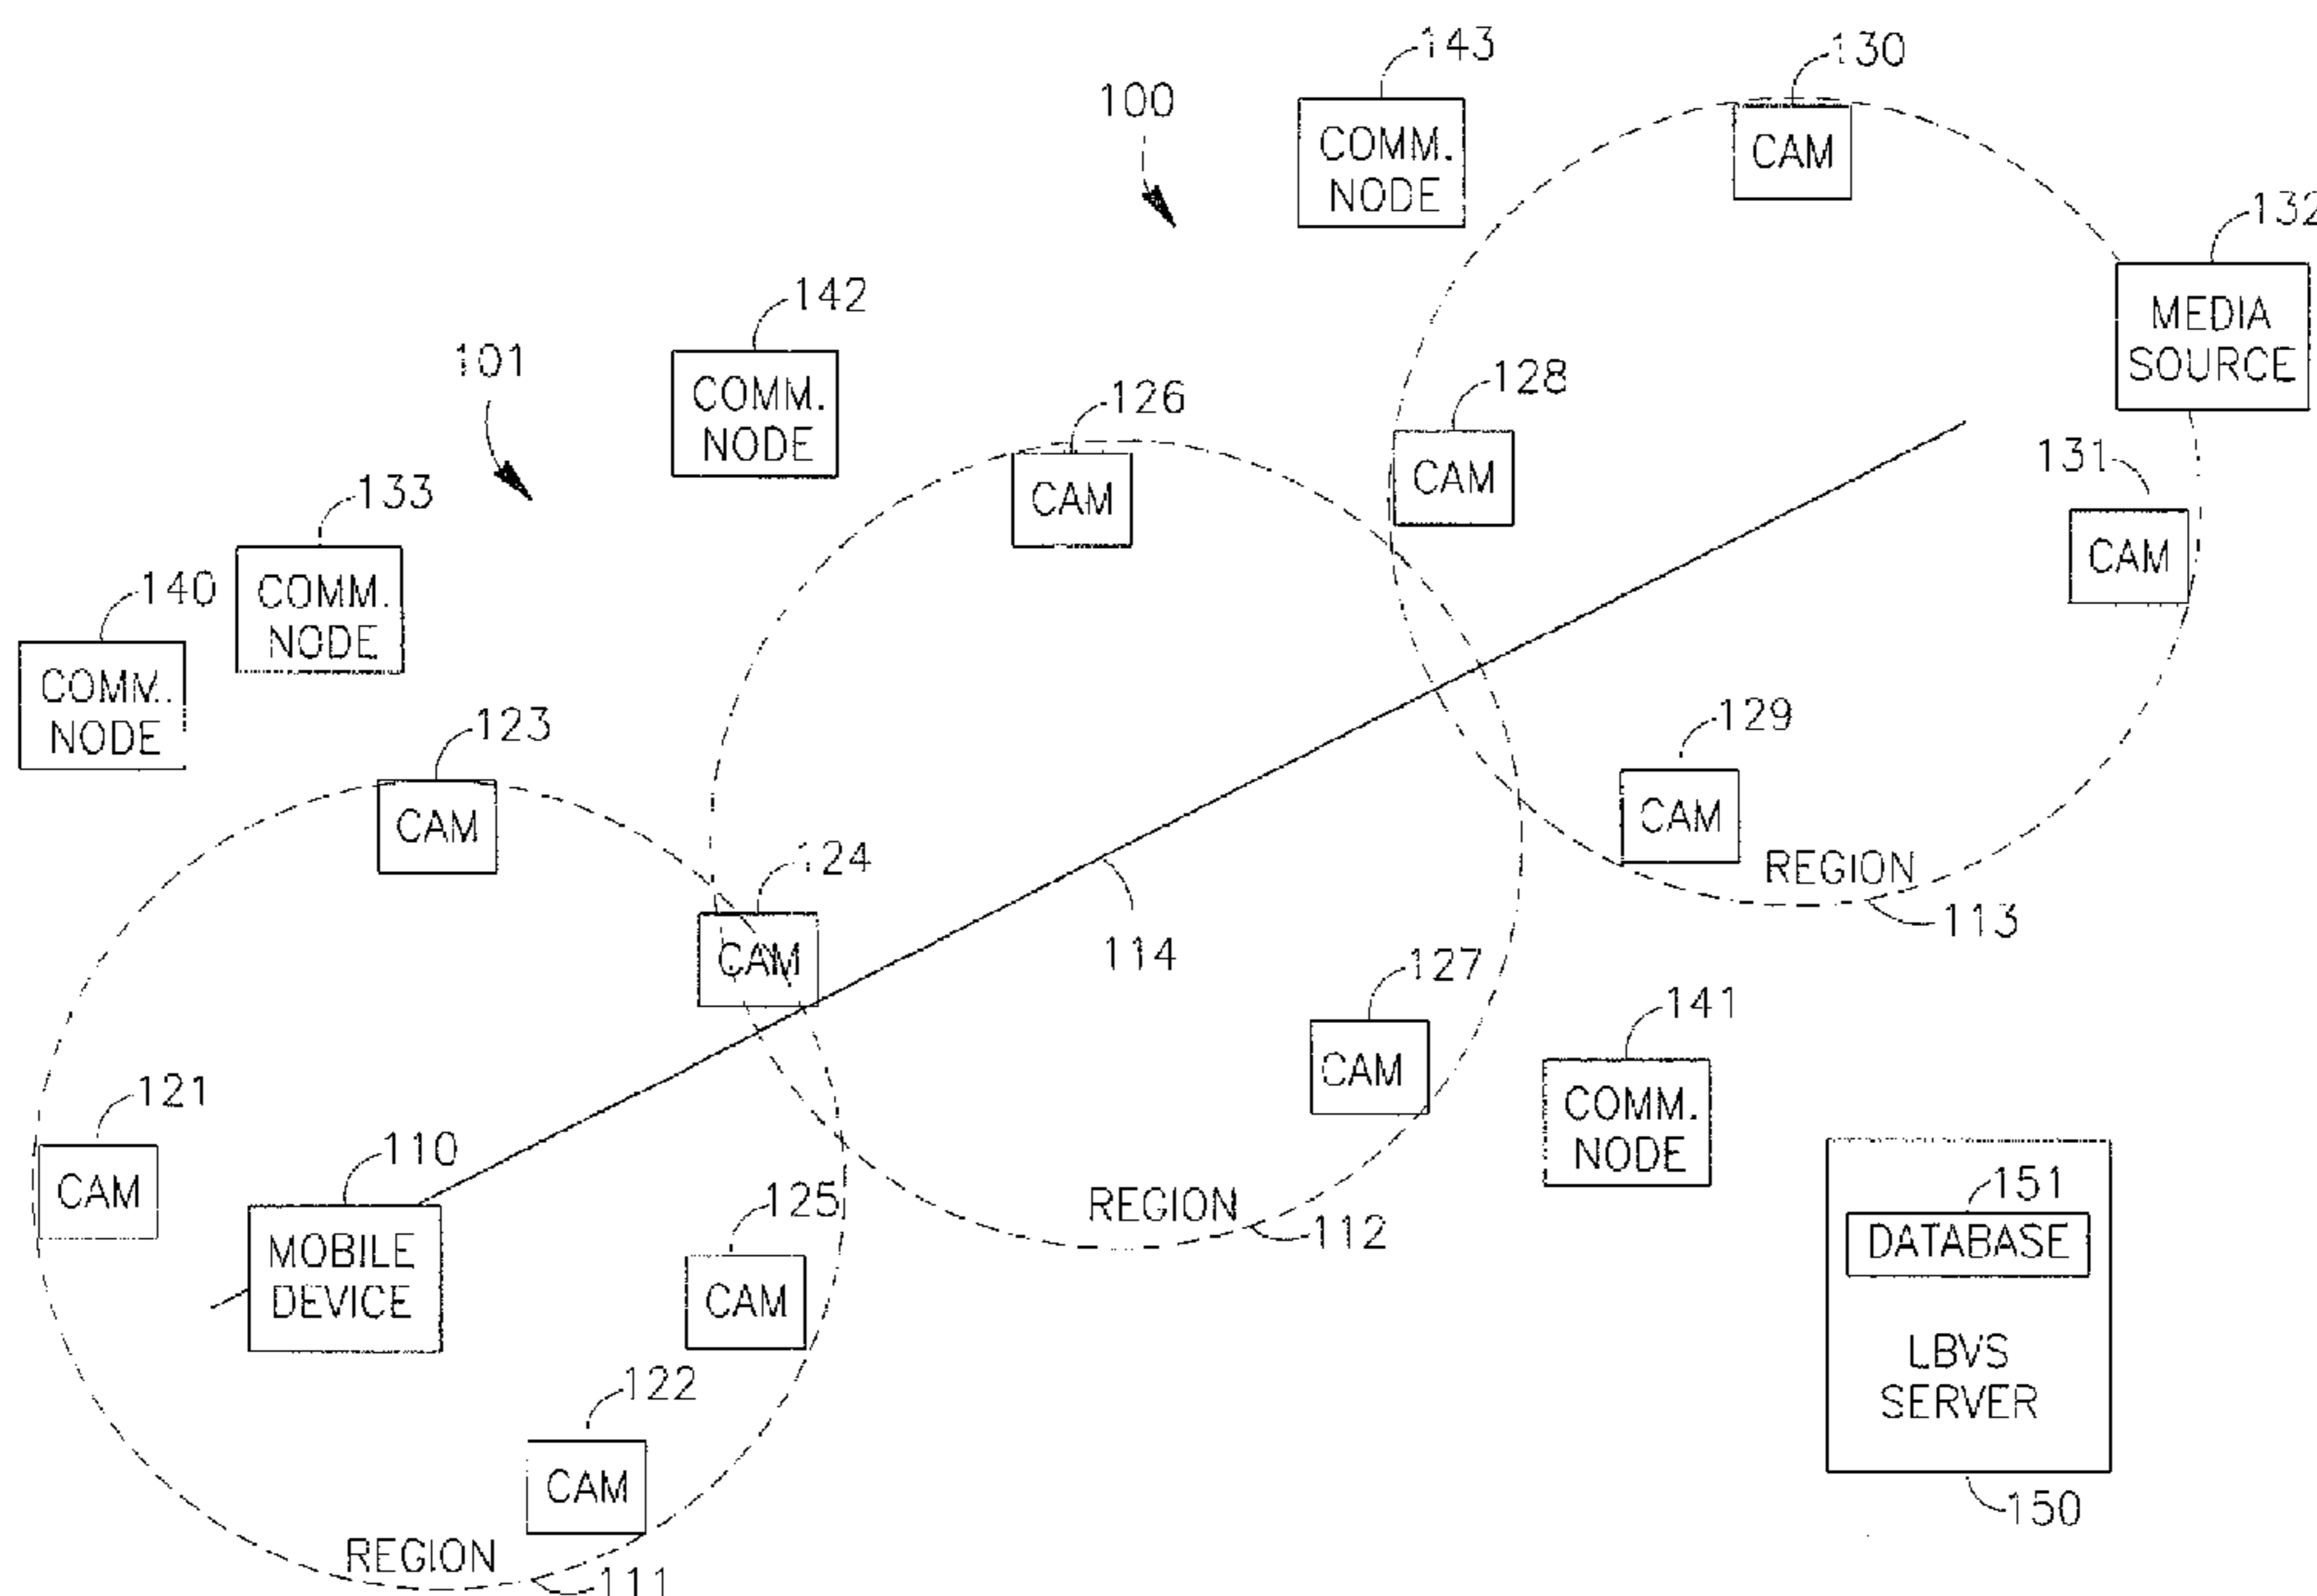 143
130
100
COMM.
NODE
CAM
132
142
MEDIA
SOURCE
101
COMM.
NODE
126
128
CAM
CAM
131
133
CAM
140
COMM.
NODE
COMM.
NODE
123
129
CAM
CAM
124
REGION
113
CAM
114
127
141
CAM
121
COMM.
NODE
CAM
110
125
REGION
112
151
DATABASE
MOBILE
DEVICE
CAM
LBVS
SERVER
122
CAM
150
REGION
111